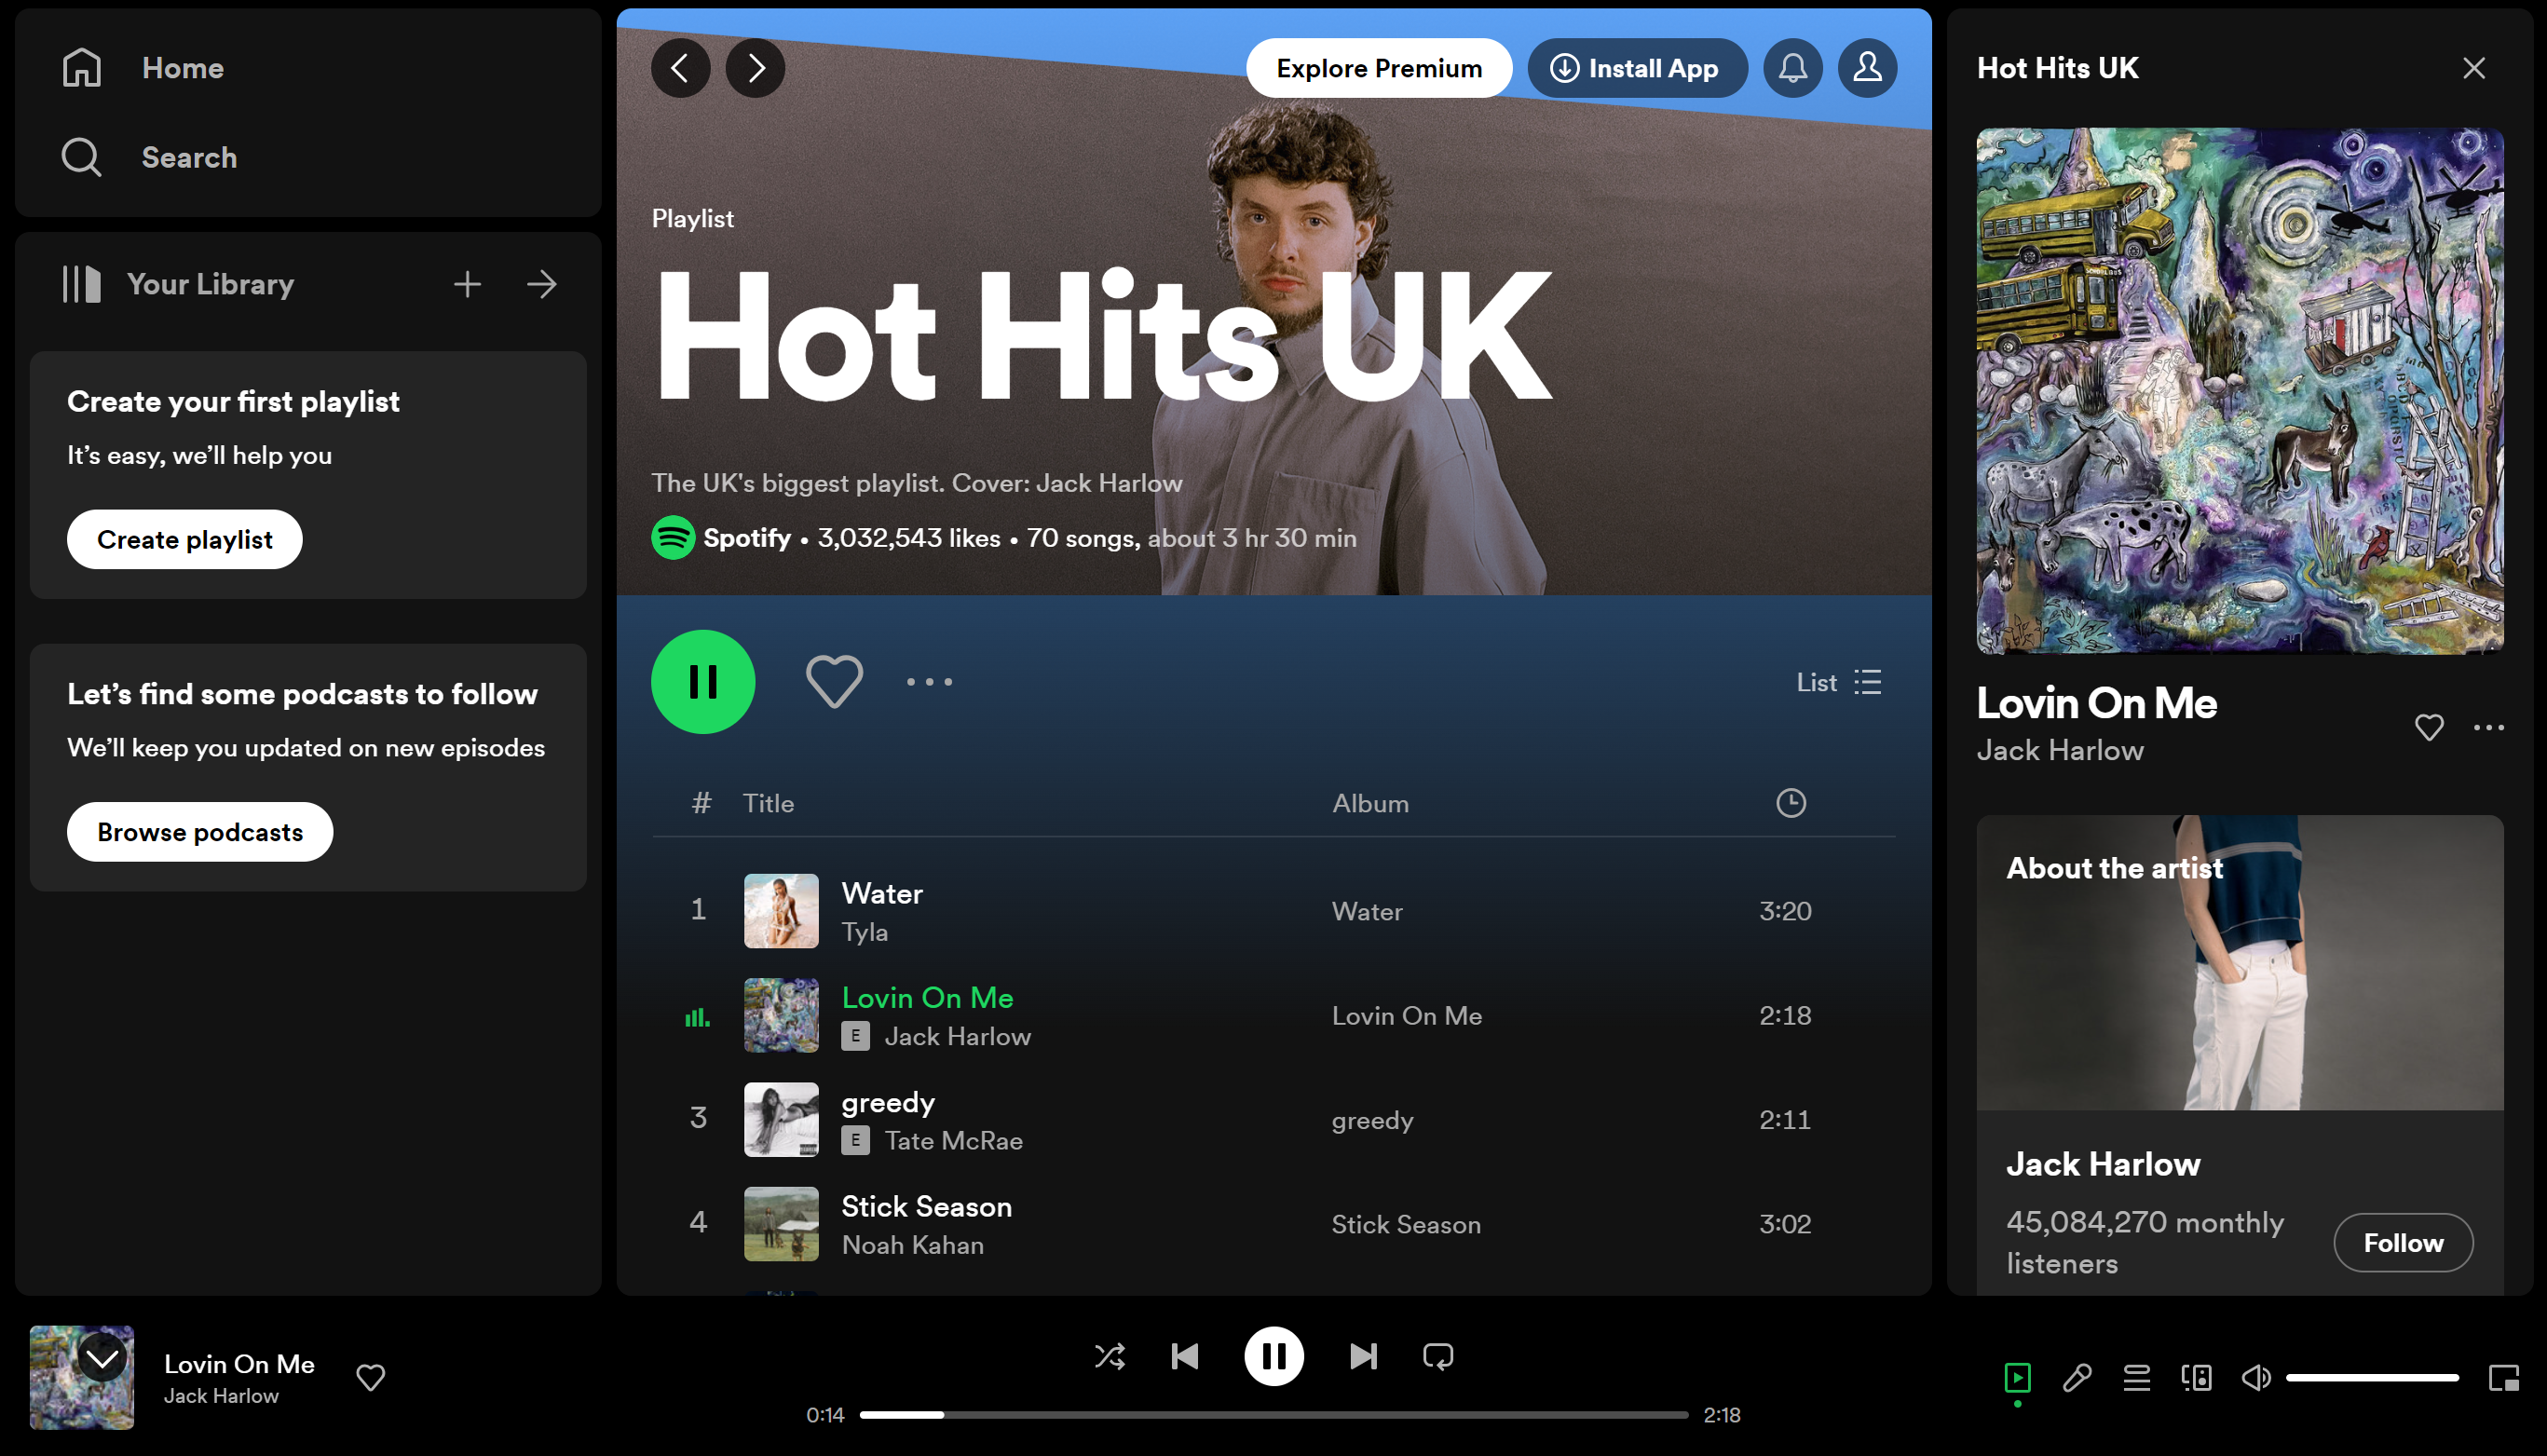 Home
Search
Your Library
Create your first playlist
It's easy, we'll help you
Create playlist
Let's find some podcasts to follow
We'll keep you updated on new episodes
Browse podcasts
Explore Premium
Install App
Playlist
Hot Hits UK
The UK's biggest playlist. Cover: Jack Harlow
Spotify • 3,032,543 likes • 70 songs, about 3 hr 30 min
List
# Title Album
1 Water Water 3:20
Tyla
Lovin On Me Lovin On Me 2:18
E Jack Harlow
3 greedy greedy 2:11
E Tate McRae
4 Stick Season Stick Season 3:02
Noah Kahan
Hot Hits UK
SCHOOL BUS
Lovin On Me
Jack Harlow
About the artist
Jack Harlow
45,084,270 monthly
listeners
Follow
Lovin On Me
Jack Harlow
0:14
2:18